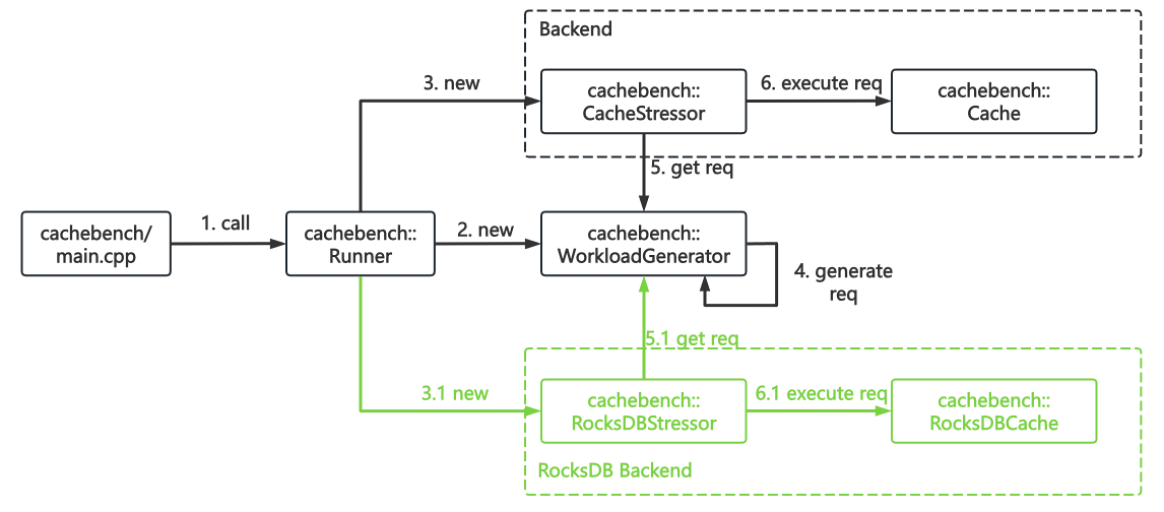 Backend
3. new
cachebench::
CacheStressor
6. execute req
cachebench::
Cache
5. get req
cachebench/
main.cpp
1. call
cachebench::
Runner
2. new
cachebench::
WorkloadGenerator
4. generate
req
5.1 get req
3.1 new
cachebench::
RocksDBStressor
6.1 execute req
cachebench::
RocksDBCache
RocksDB Backend